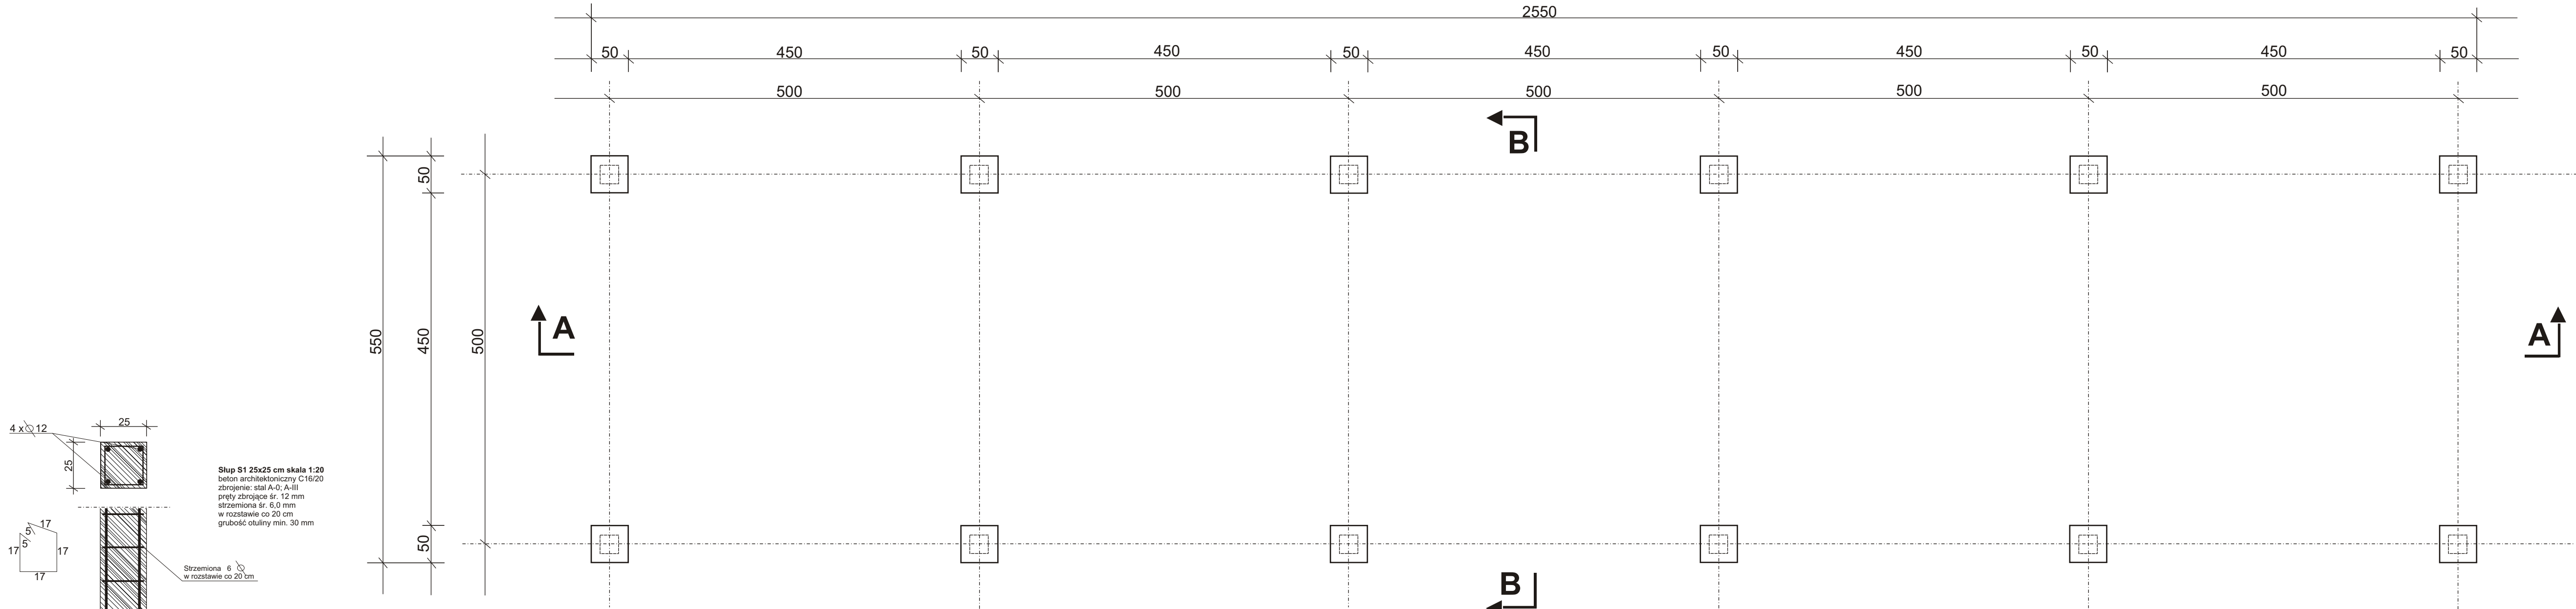 2550
50 450 50 450 50 450 50 450 50 450 50
500 500 500 500 500
B
50
550 450 500
A A
50
B
4 x∅ 12
25
25
Słup S1 25x25 cm skala 1:20
beton architektoniczny C16/20
zbrojenie: stal A-0; A-III
pręty zbrojące śr. 12 mm
strzemiona śr. 6,0 mm
w rozstawie co 20 cm
grubość otuliny min. 30 mm
17
5
5
17 17
17
Strzemiona 6 ∅
w rozstawie co 20 cm